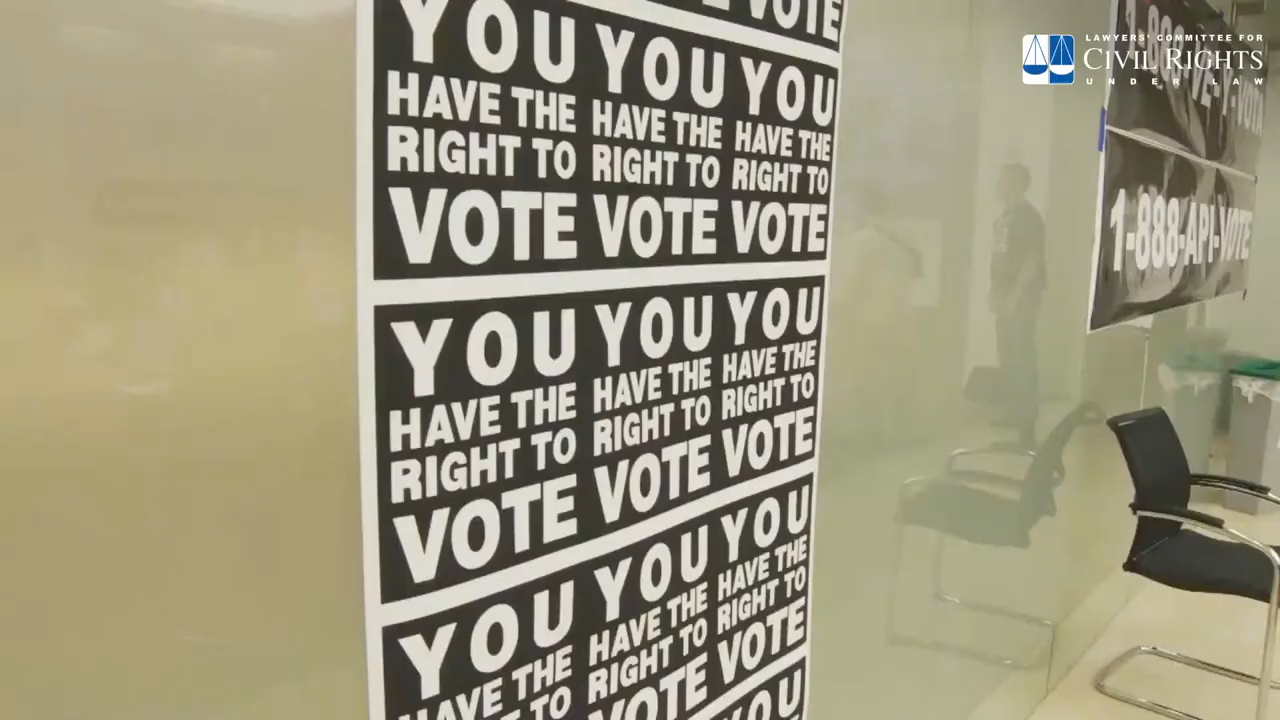 VOTE
YOU YOU YOU
HAVE THE HAVE THE HAVE THE
RIGHT TO RIGHT TO RIGHT TO
VOTE VOTE VOTE
YOU YOU YOU
HAVE THE HAVE THE HAVE THE
RIGHT TO RIGHT TO RIGHT TO
VOTE VOTE VOTE
YOU YOU YOU
HAVE THE HAVE THE HAVE THE
TO RIGHT TO RIGHT TO
VOTE VOTE
YOU
LAWYERS' COMMITTEE FOR
CIVIL RIGHTS
UNDER LAW
1-888-API-VOTE